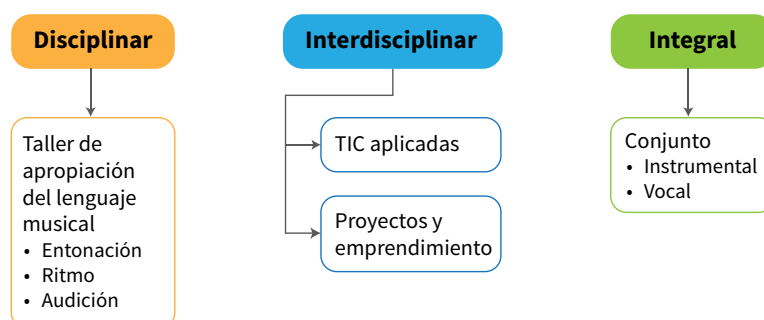 Disciplinar
Taller de
apropiación
del lenguaje
musical
• Entonación
• Ritmo
• Audición
Interdisciplinar
TIC aplicadas
Proyectos y
emprendimiento
Integral
Conjunto
• Instrumental
• Vocal